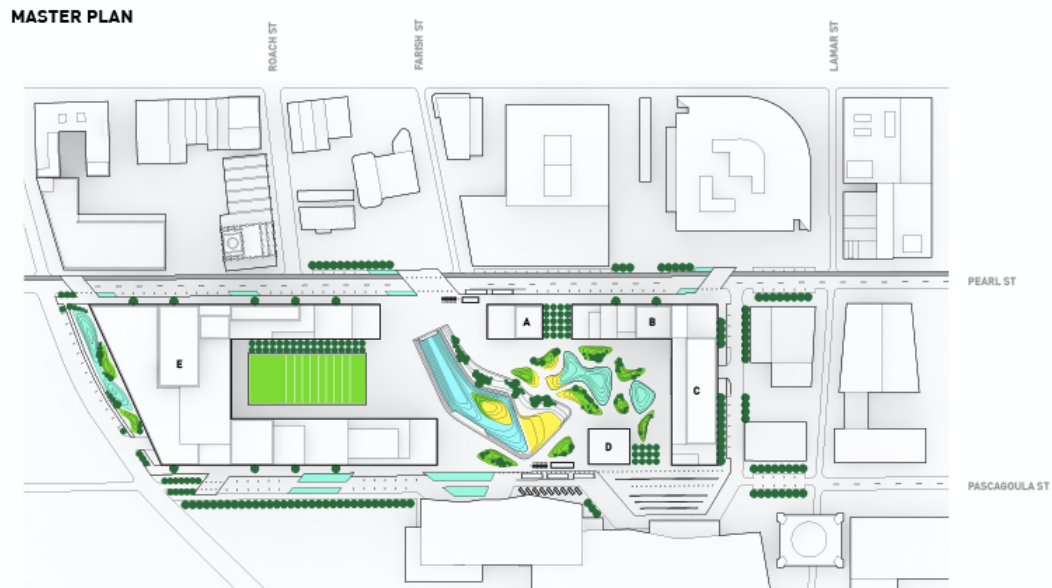 MASTER PLAN
ROACH ST
FARISH ST
LAMAR ST
PEARL ST
A
B
E
C
D
PASCAGOULA ST